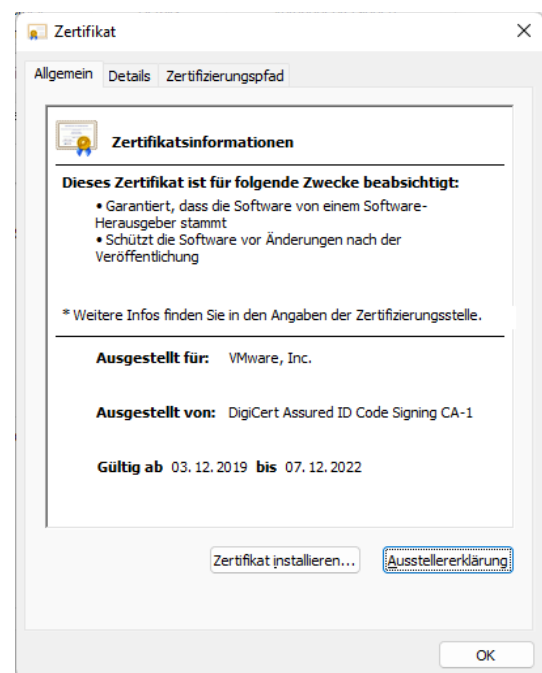 Zertifikat
Allgemein Details Zertifizierungspfad
Zertifikatsinformationen
Dieses Zertifikat ist für folgende Zwecke beabsichtigt:
• Garantiert, dass die Software von einem Software-
Herausgeber stammt
• Schützt die Software vor Änderungen nach der
Veröffentlichung
* Weitere Infos finden Sie in den Angaben der Zertifizierungsstelle.
Ausgestellt für: VMware, Inc.
Ausgestellt von: DigiCert Assured ID Code Signing CA-1
Gültig ab 03.12.2019 bis 07.12.2022
Zertifikat installieren... Ausstellererklärung
OK